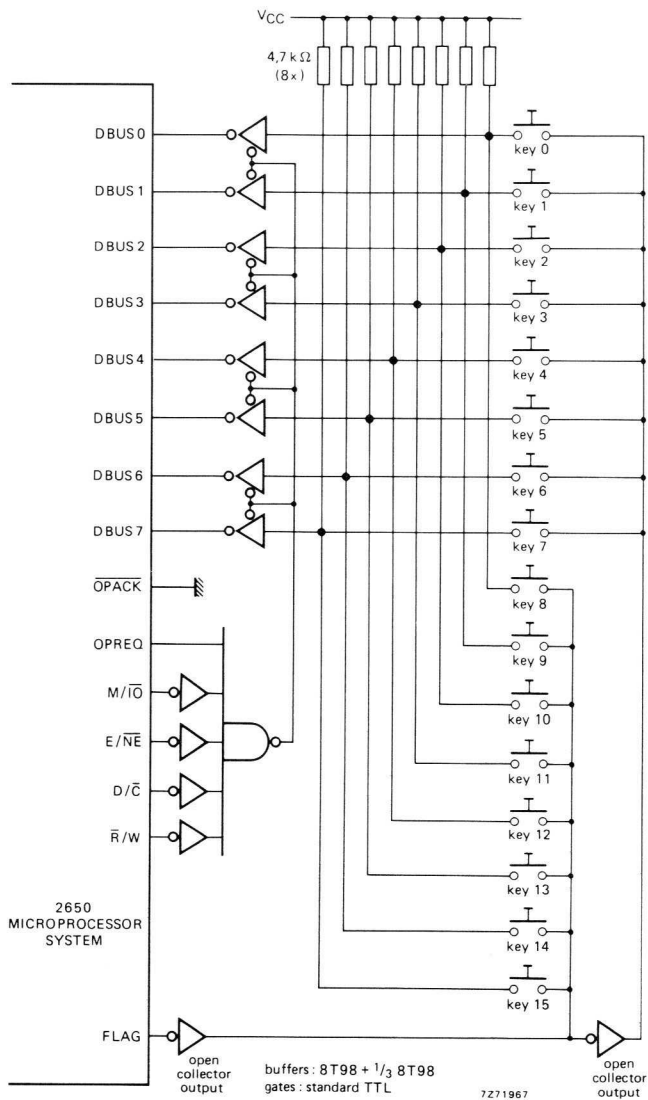 VCC
4,7 kΩ
(8x)
DBUS 0
key 0
DBUS 1
key 1
DBUS 2
key 2
DBUS 3
key 3
DBUS 4
key 4
DBUS 5
key 5
DBUS 6
key 6
DBUS 7
key 7
OPACK
key 8
OPREQ
key 9
M/IO
key 10
E/NE
key 11
D/C
key 12
R/W
key 13
2650
MICROPROCESSOR
SYSTEM
key 14
key 15
FLAG
open
collector
output
buffers : 8T98 + 1/3 8T98
gates : standard TTL
open
collector
output
7Z71967